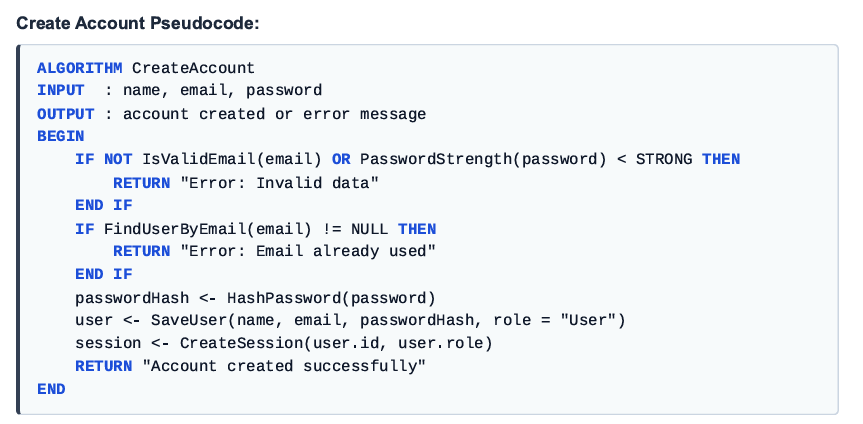 Create Account Pseudocode:
ALGORITHM CreateAccount
INPUT  : name, email, password
OUTPUT : account created or error message
BEGIN
    IF NOT IsValidEmail(email) OR PasswordStrength(password) < STRONG THEN
        RETURN "Error: Invalid data"
    END IF
    IF FindUserByEmail(email) != NULL THEN
        RETURN "Error: Email already used"
    END IF
    passwordHash <- HashPassword(password)
    user <- SaveUser(name, email, passwordHash, role = "User")
    session <- CreateSession(user.id, user.role)
    RETURN "Account created successfully"
END